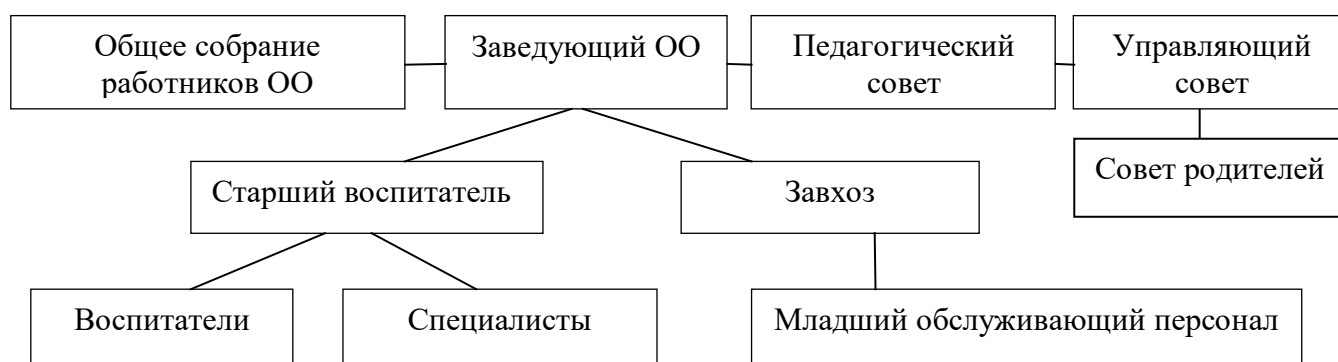 Общее собрание
работников ОО
Заведующий ОО
Педагогический
совет
Управляющий
совет
Старший воспитатель
Завхоз
Совет родителей
Воспитатели
Специалисты
Младший обслуживающий персонал